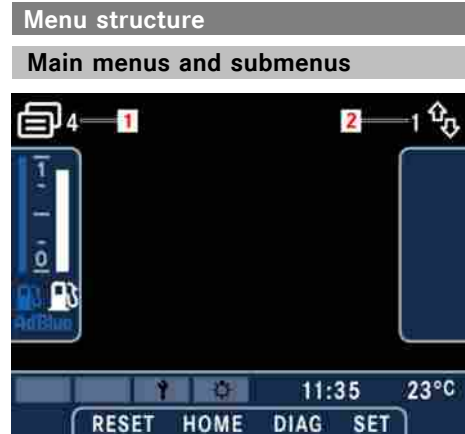 Menu structure
Main menus and submenus
4 1 2 1
1
0
AdBlue
11:35 23°C
RESET HOME DIAG SET